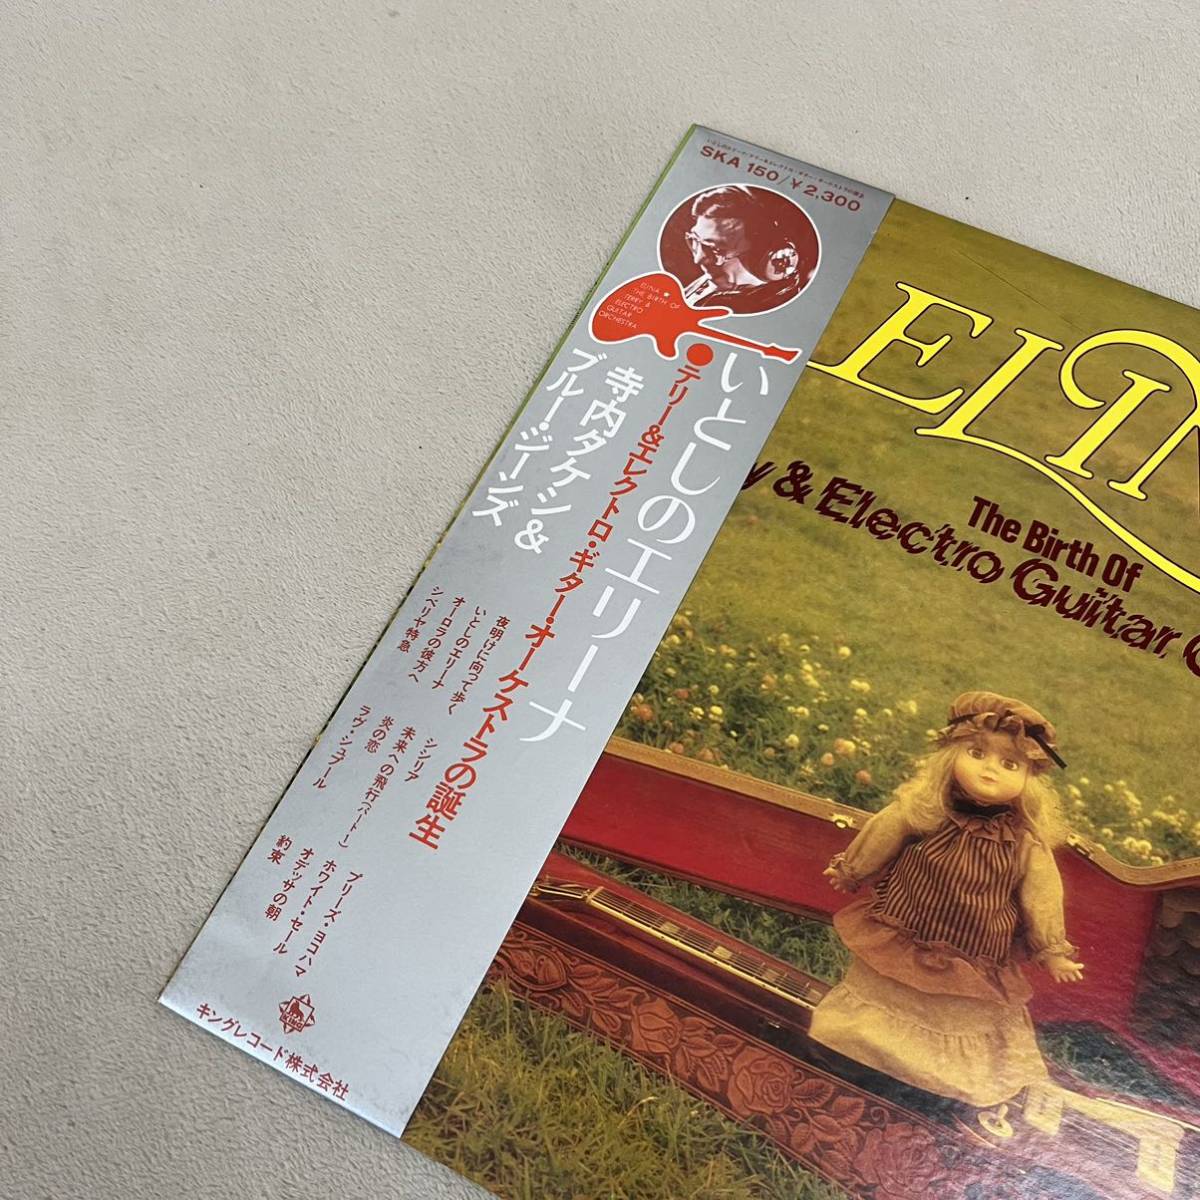 SKA 150/¥2,300
ELINA★
THE BIRTH OF
TERRY &
ELECTRO
GUITAR
ORCHESTRA
いとしのエリーナ
●テリー&エレクトロ・ギター・オーケストラの誕生
寺内タケシ&
ブルー・ジーンズ
夜明けに向って歩く
いとしのエリーナ
オーロラの彼方へ
シベリヤ特急
シシリア
未来への飛行(パートI)
炎の恋
ラヴ・シュプール
ブリーズ・ヨコハマ
ホワイト・セール
オデッサの朝
約束
KING
キングレコード株式会社
ELIN
The Birth Of
y & Electro Guitar